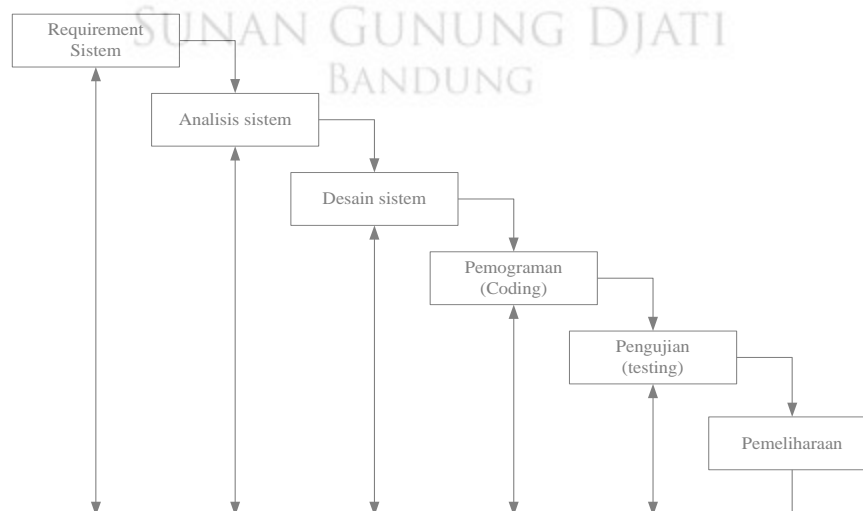 SUNAN GUNUNG DJATI
BANDUNG
Requirement
Sistem
Analisis sistem
Desain sistem
Pemograman
(Coding)
Pengujian
(testing)
Pemeliharaan